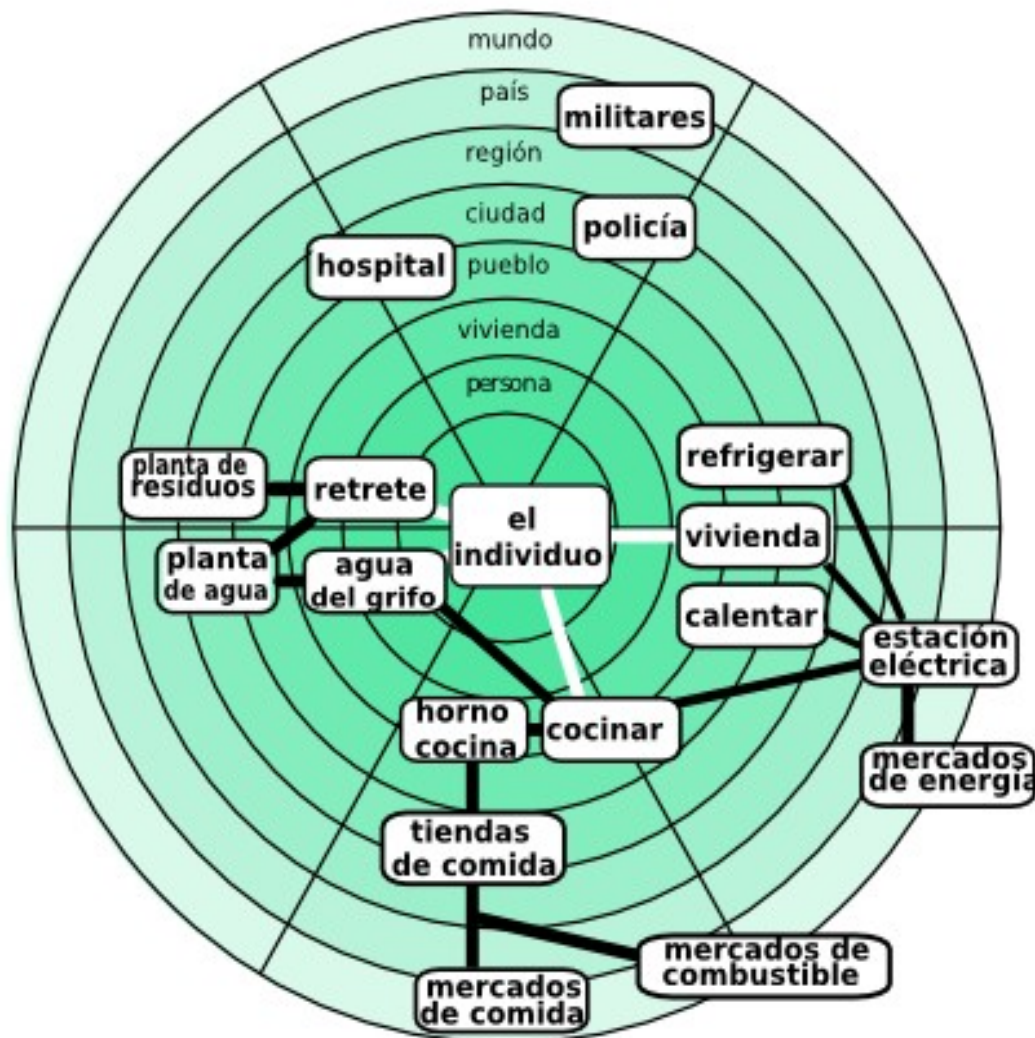 mundo
país
militares
región
ciudad
policía
hospital
pueblo
vivienda
persona
planta de
residuos
retrete
refrigerar
el
individuo
vivienda
planta
de agua
agua
del grifo
calentar
estación
eléctrica
horno
cocina
cocinar
mercados
de energía
tiendas
de comida
mercados de
combustible
mercados
de comida